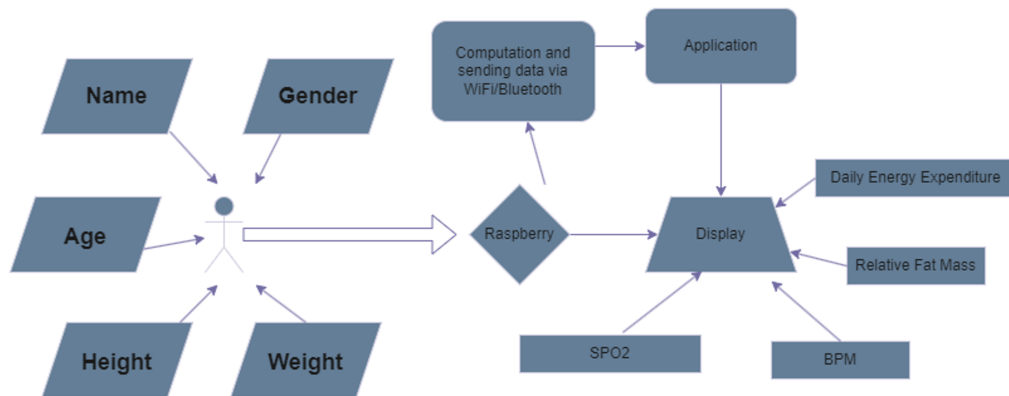 Name
Gender
Computation and
sending data via
WiFi/Bluetooth
Application
Age
Raspberry
Display
Daily Energy Expenditure
Relative Fat Mass
Height
Weight
SPO2
BPM